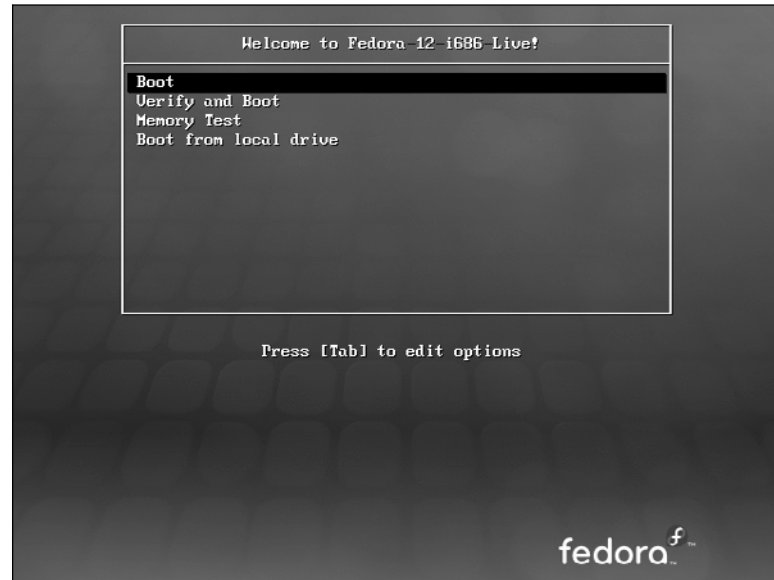 Welcome to Fedora-12-i686-Live!
Boot
Verify and Boot
Memory Test
Boot from local drive
Press [Tab] to edit options
fedora™